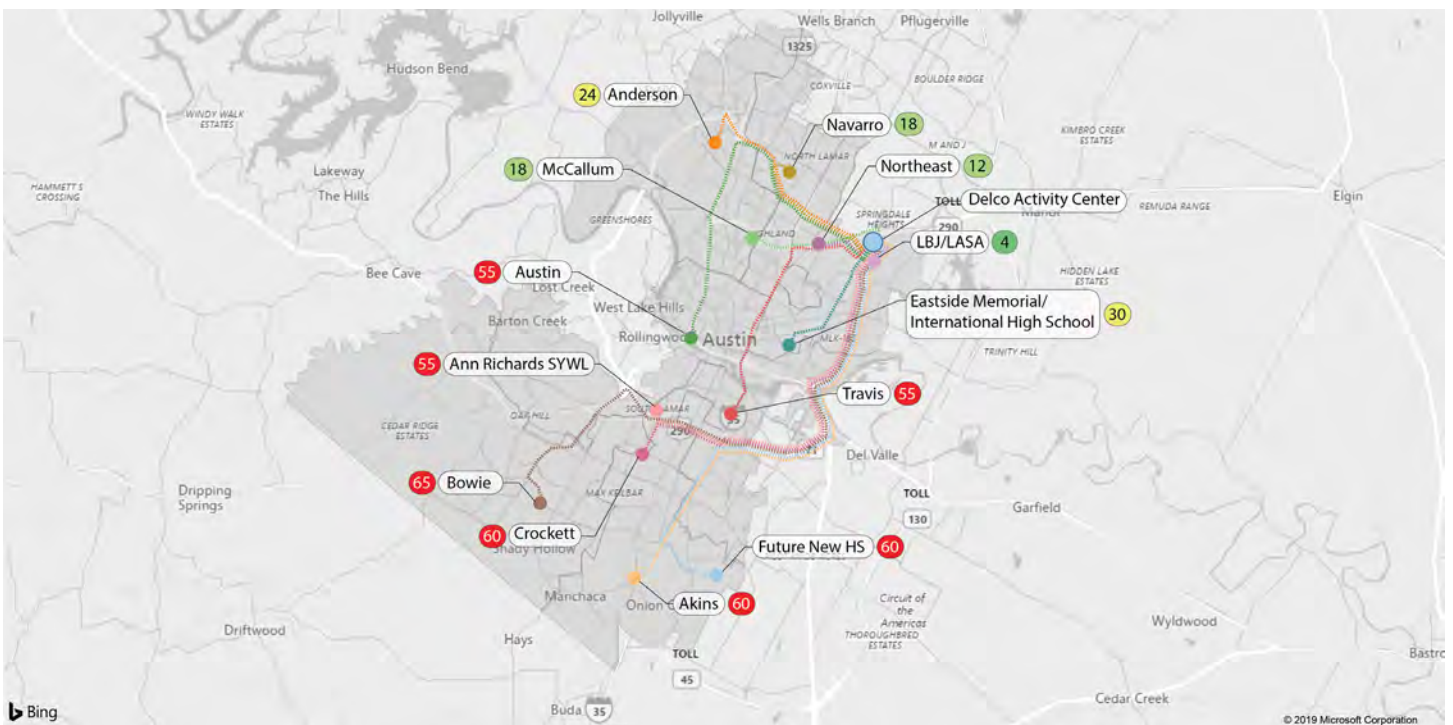 Jollyville
Wells Branch
Pflugerville
1325
Hudson Bend
COXVILLE
BOULDER RIDGE
WINDY WALK
ESTATES
24 Anderson
Navarro 18
KIMBRO CREEK
ESTATES
NORTH LAMAR
M AND J
Lakeway
18 McCallum
Northeast 12
HAMMETT S
CROSSING
The Hills
TOLL
Delco Activity Center
Elgin
REMUDA RANGE
GREENSHORES
SPRINGDALE
HEIGHTS
290
LBJ/LASA 4
Bee Cave
55 Austin
HIDDEN LAKE
ESTATES
Lost Creek
West Lake Hills
Eastside Memorial/
International High School 30
Barton Creek
Rollingwood
Austin
TRINITY HILL
55 Ann Richards SYWL
Travis 55
OAK HILL
CEDAR RIDGE
ESTATES
290
35
Del Valle
65 Bowie
MAX KEILBAR
TOLL
130
Dripping
Springs
Garfield
60 Crockett
Shady Hollow
Future New HS 60
Manchaca
Akins 60
Circuit of
the
Americas
Driftwood
Hays
THOROUGHBRED
ESTATES
Wyldwood
TOLL
45
Bastro
Cedar Creek
Buda
35
Bing
© 2019 Microsoft Corporation